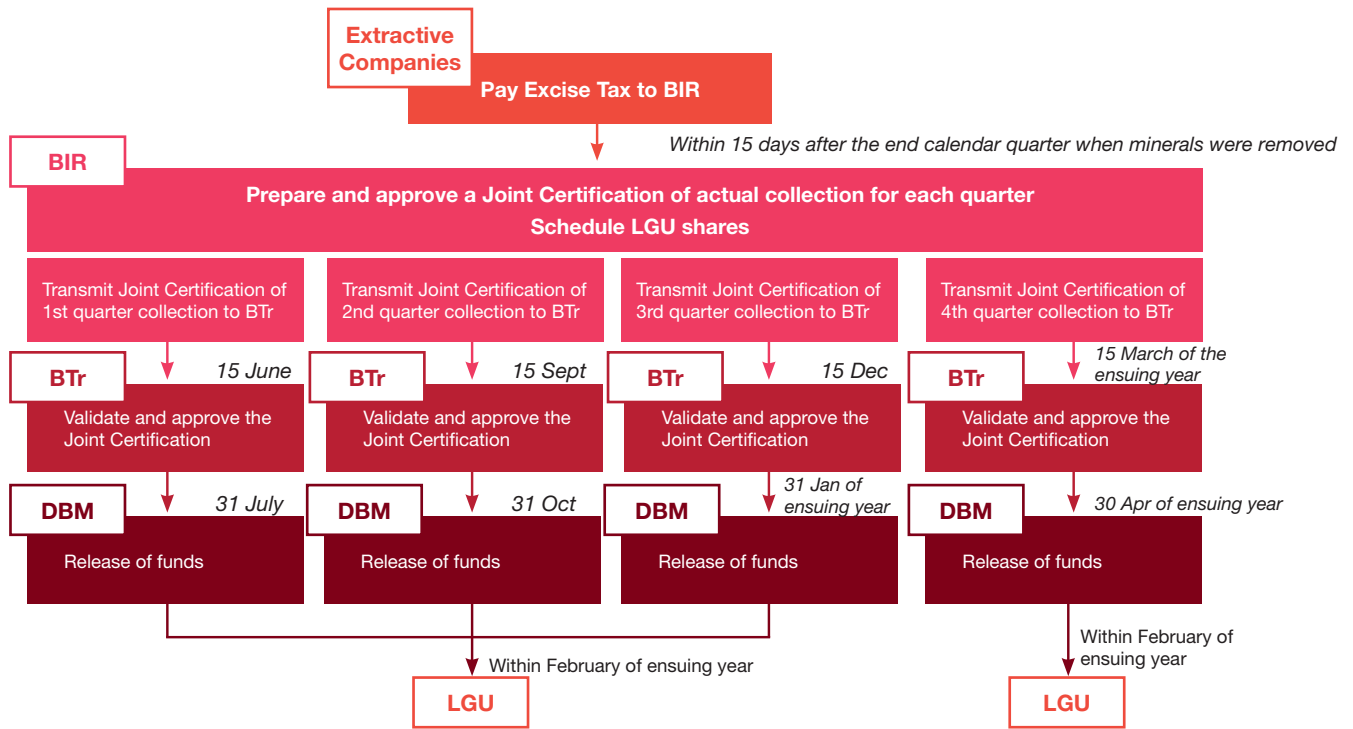 Extractive
Companies
Pay Excise Tax to BIR
Within 15 days after the end calendar quarter when minerals were removed
BIR
Prepare and approve a Joint Certification of actual collection for each quarter
Schedule LGU shares
Transmit Joint Certification of
1st quarter collection to BTr
Transmit Joint Certification of
2nd quarter collection to BTr
Transmit Joint Certification of
3rd quarter collection to BTr
Transmit Joint Certification of
4th quarter collection to BTr
BTr
15 June
BTr
15 Sept
BTr
15 Dec
BTr
15 March of the
ensuing year
Validate and approve the
Joint Certification
Validate and approve the
Joint Certification
Validate and approve the
Joint Certification
Validate and approve the
Joint Certification
DBM
31 July
DBM
31 Oct
DBM
31 Jan of
ensuing year
DBM
30 Apr of ensuing year
Release of funds
Release of funds
Release of funds
Release of funds
Within February of ensuing year
Within February of
ensuing year
LGU
LGU